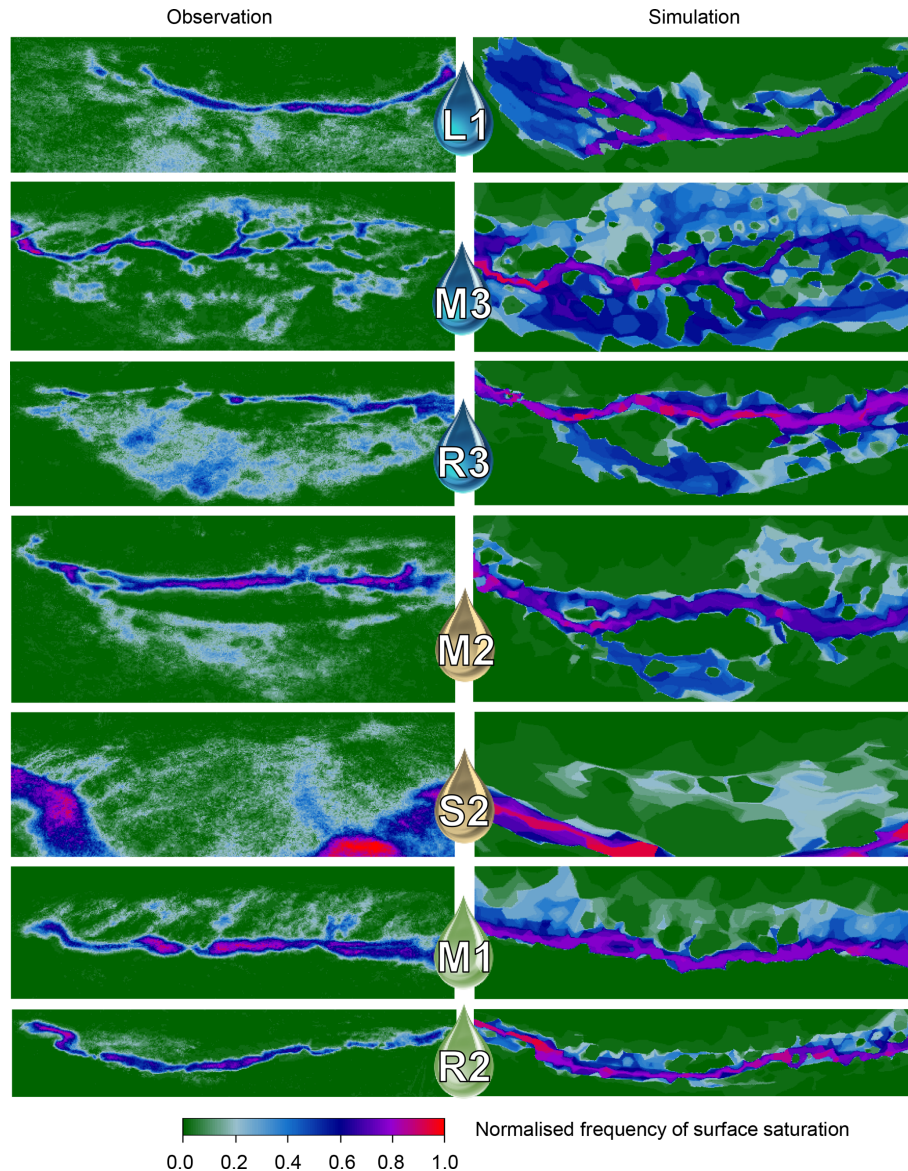 Observation Simulation
L1
M3
R3
M2
S2
M1
R2
Normalised frequency of surface saturation
0.0 0.2 0.4 0.6 0.8 1.0